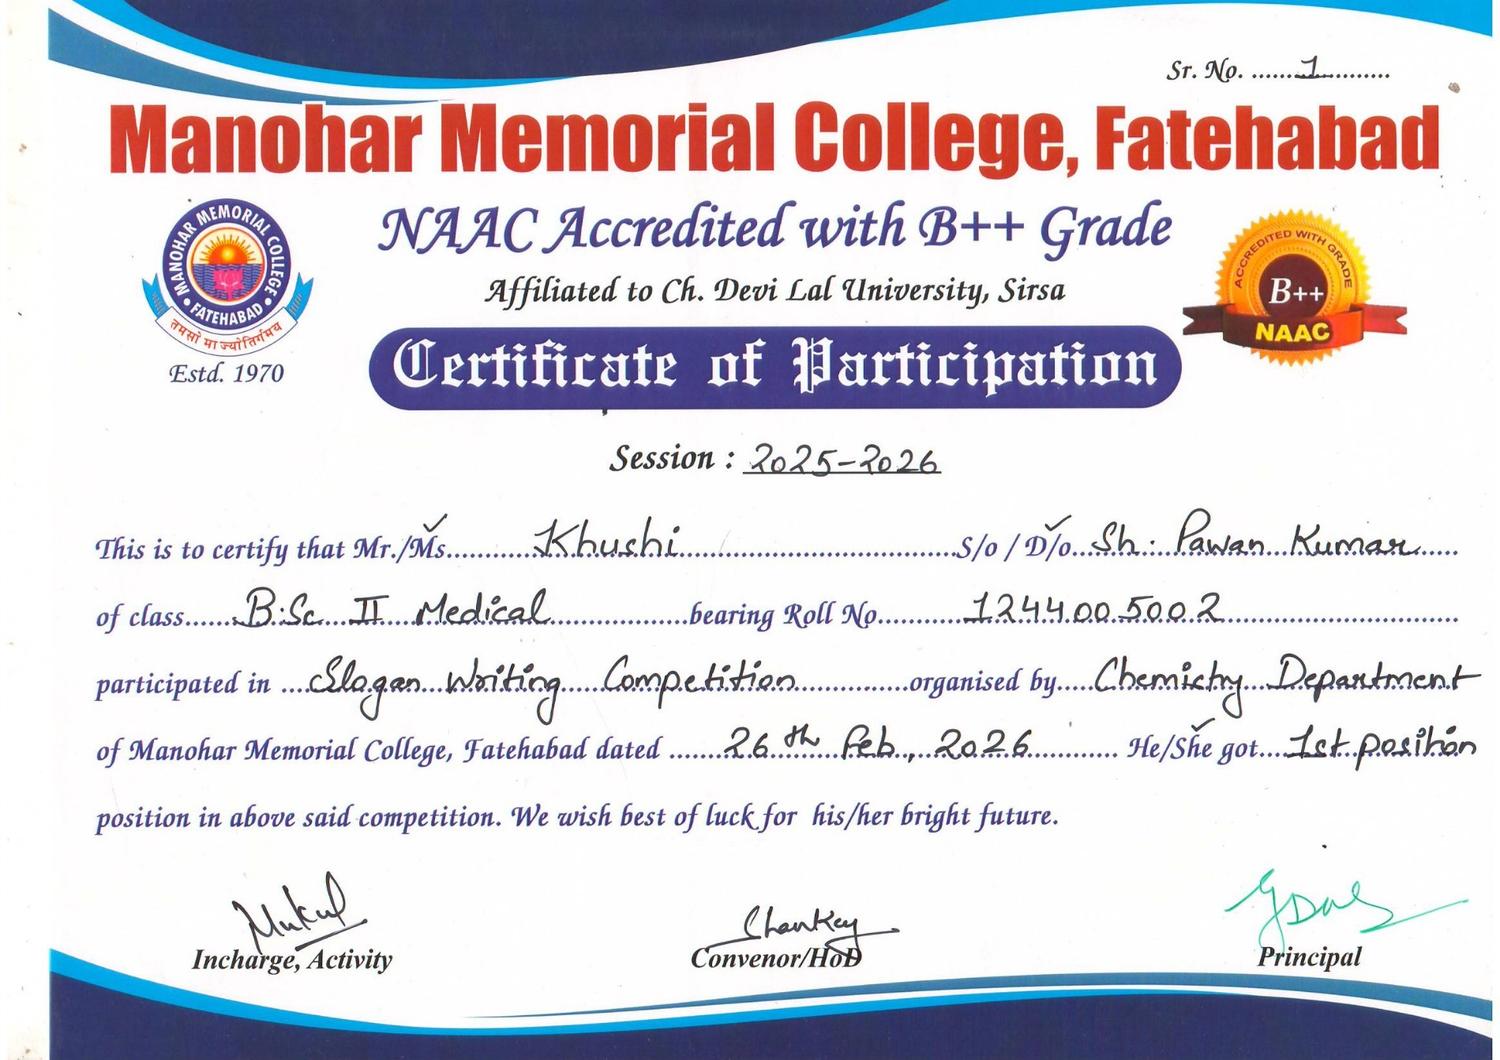 Sr. No. ......1..........
Manohar Memorial College, Fatehabad
MANOHAR MEMORIAL COLLEGE
• FATEHABAD •
तमसो मा ज्योतिर्गमय
Estd. 1970
NAAC Accredited with B++ Grade
Affiliated to Ch. Devi Lal University, Sirsa
Certificate of Participation
ACCREDITED WITH GRADE
B++
NAAC
Session : 2025-2026
This is to certify that Mr./Ms..........Khushi..........S/o / D/o...Sh. Pawan Kumar.....
of class......B.Sc II Medical..........bearing Roll No..........1244005002..........
participated in ....Slogan Writing Competition..........organised by.....Chemistry Department
of Manohar Memorial College, Fatehabad dated .......26th Feb., 2026.......... He/She got....1st position
position in above said competition. We wish best of luck for his/her bright future.
Mukul
Incharge, Activity
Convenor/HoD
Principal